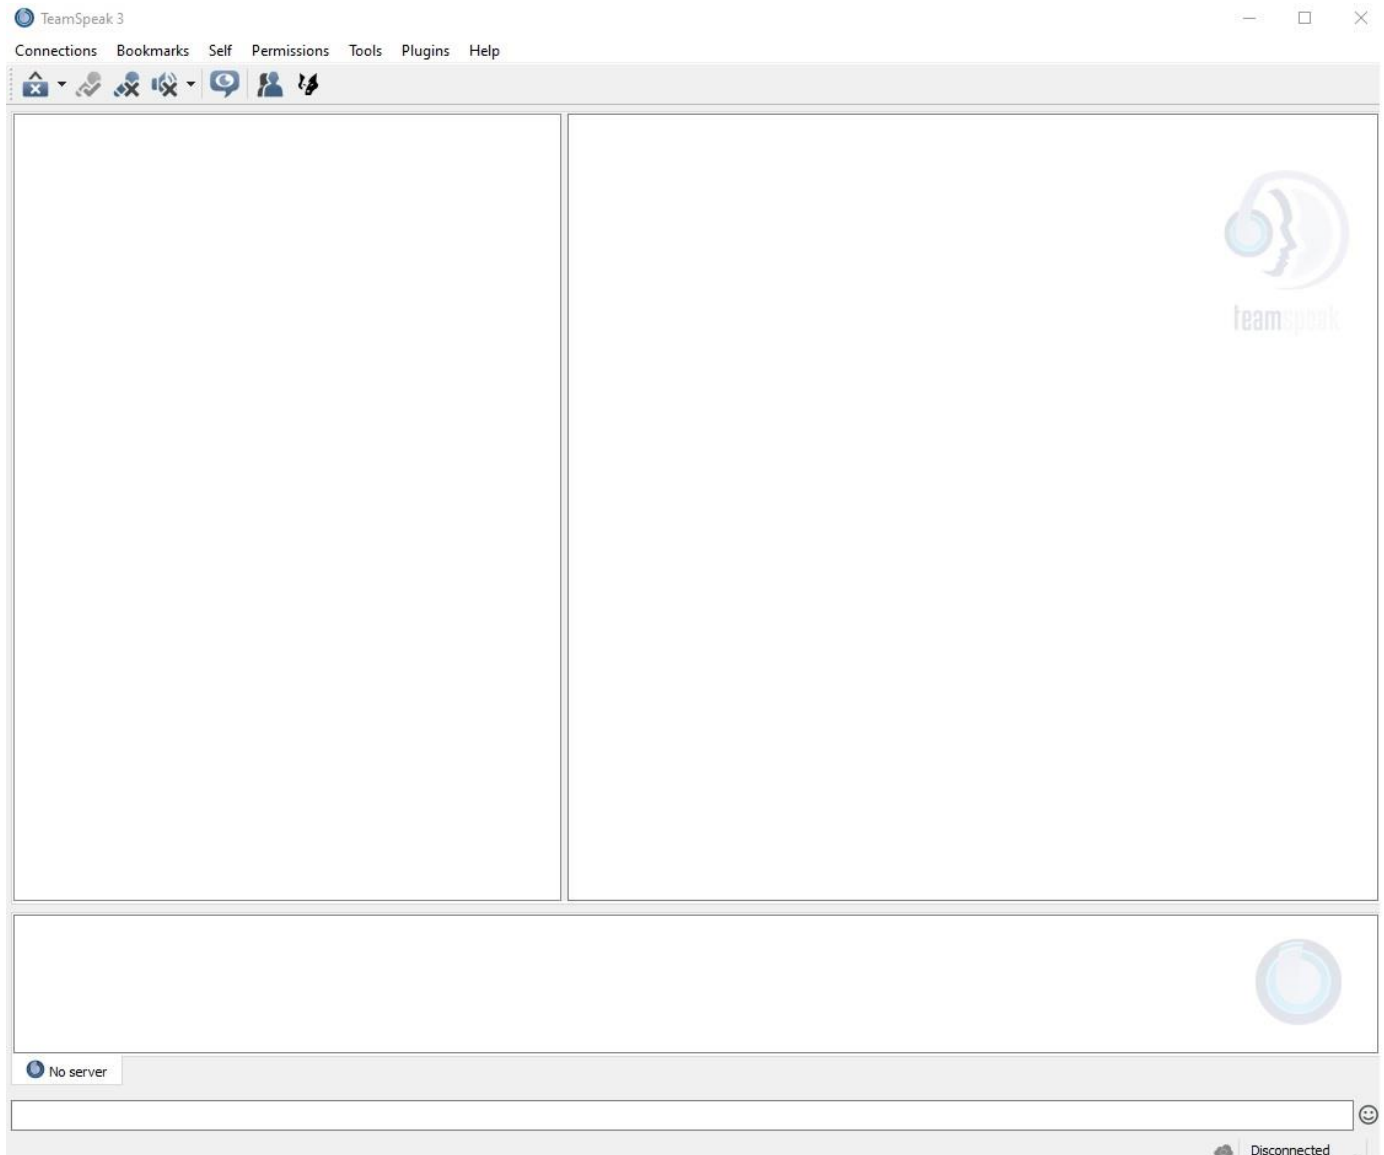 TeamSpeak 3
Connections Bookmarks Self Permissions Tools Plugins Help
teamspeak
No server
Disconnected